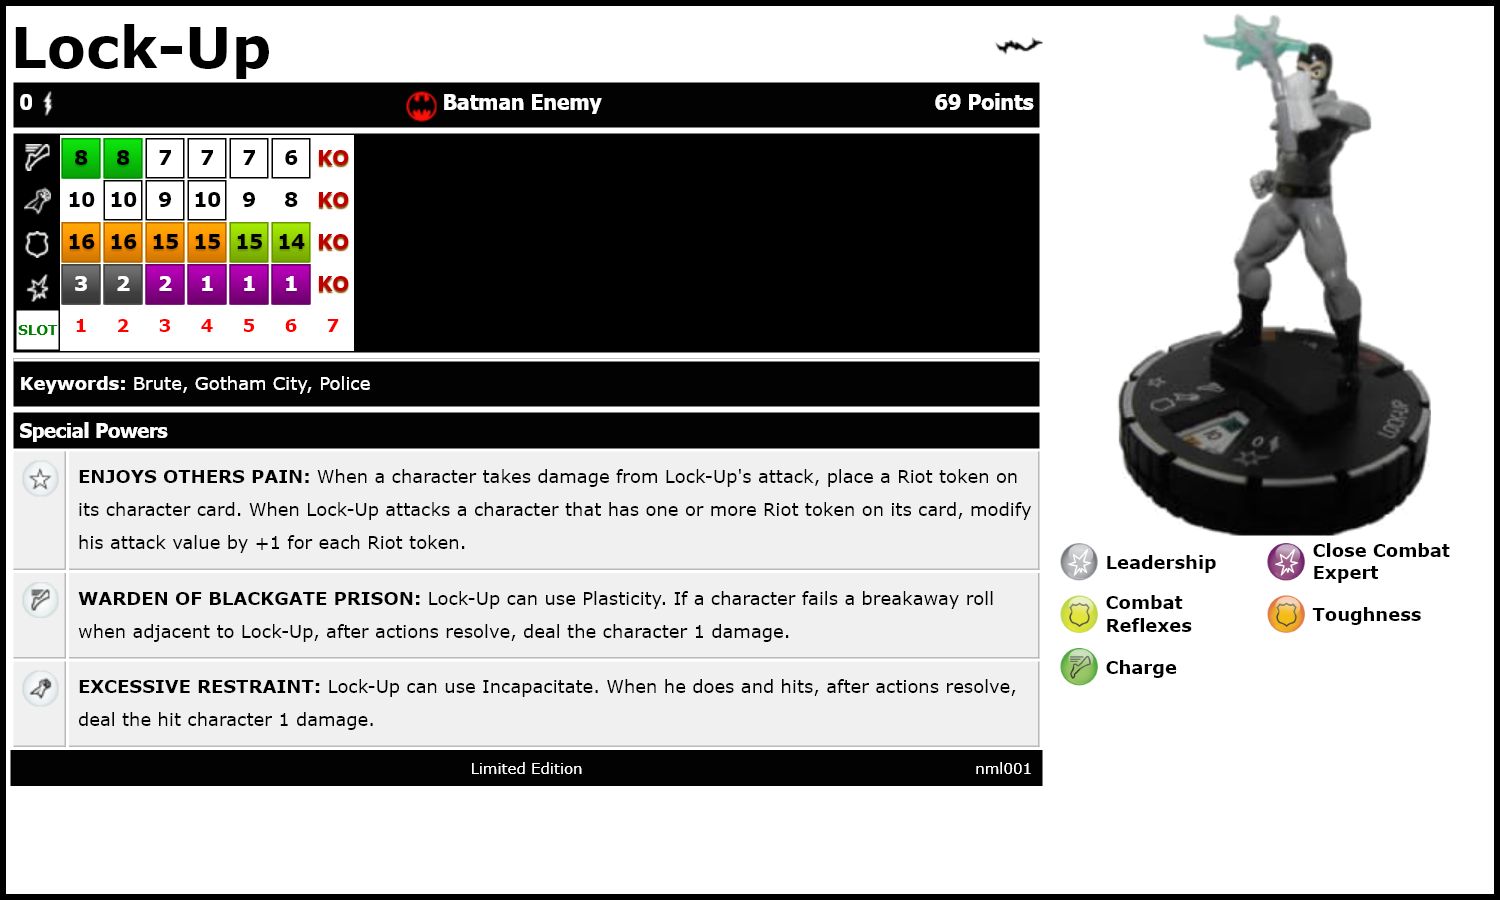 Lock-Up
0 Batman Enemy 69 Points
8 8 7 7 7 6 KO
10 10 9 10 9 8 KO
16 16 15 15 15 14 KO
3 2 2 1 1 1 KO
SLOT 1 2 3 4 5 6 7
Keywords: Brute, Gotham City, Police
Special Powers
ENJOYS OTHERS PAIN: When a character takes damage from Lock-Up's attack, place a Riot token on
its character card. When Lock-Up attacks a character that has one or more Riot token on its card, modify
his attack value by +1 for each Riot token.
WARDEN OF BLACKGATE PRISON: Lock-Up can use Plasticity. If a character fails a breakaway roll
when adjacent to Lock-Up, after actions resolve, deal the character 1 damage.
EXCESSIVE RESTRAINT: Lock-Up can use Incapacitate. When he does and hits, after actions resolve,
deal the hit character 1 damage.
Limited Edition nml001
LOCK-UP
0
Leadership
Close Combat
Expert
Combat
Reflexes
Toughness
Charge